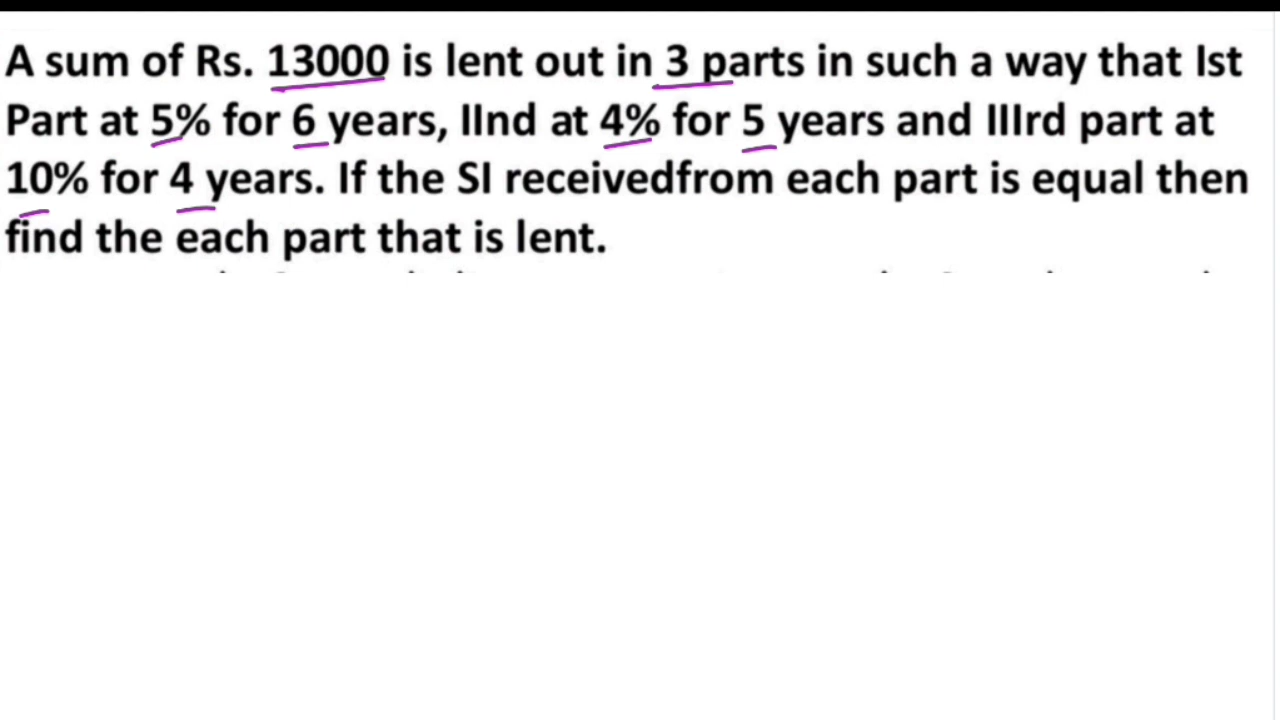 A sum of Rs. 13000 is lent out in 3 parts in such a way that Ist
Part at 5% for 6 years, IInd at 4% for 5 years and IIIrd part at
10% for 4 years. If the SI receivedfrom each part is equal then
find the each part that is lent.